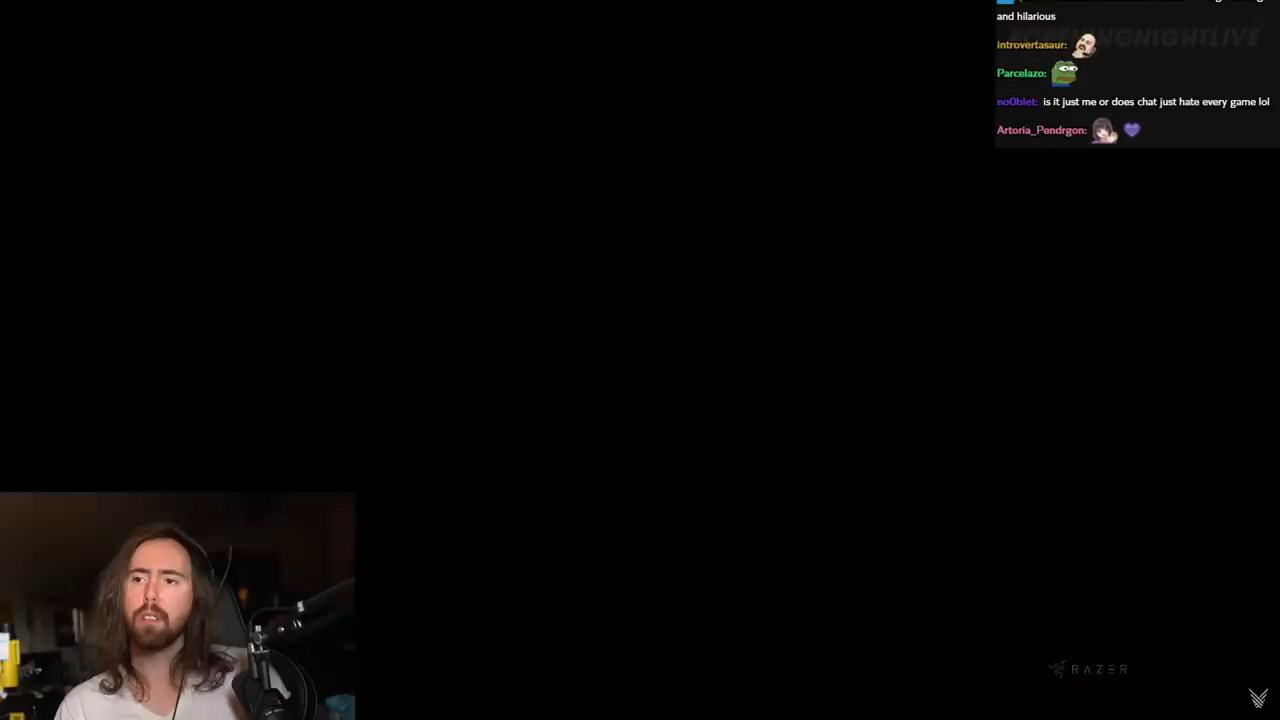 and hilarious
NINGNIGHTLIVE
introvertasaur:
Parcelazo:
no0blet: is it just me or does chat just hate every game lol
Artoria_Pendrgon:
RAZER